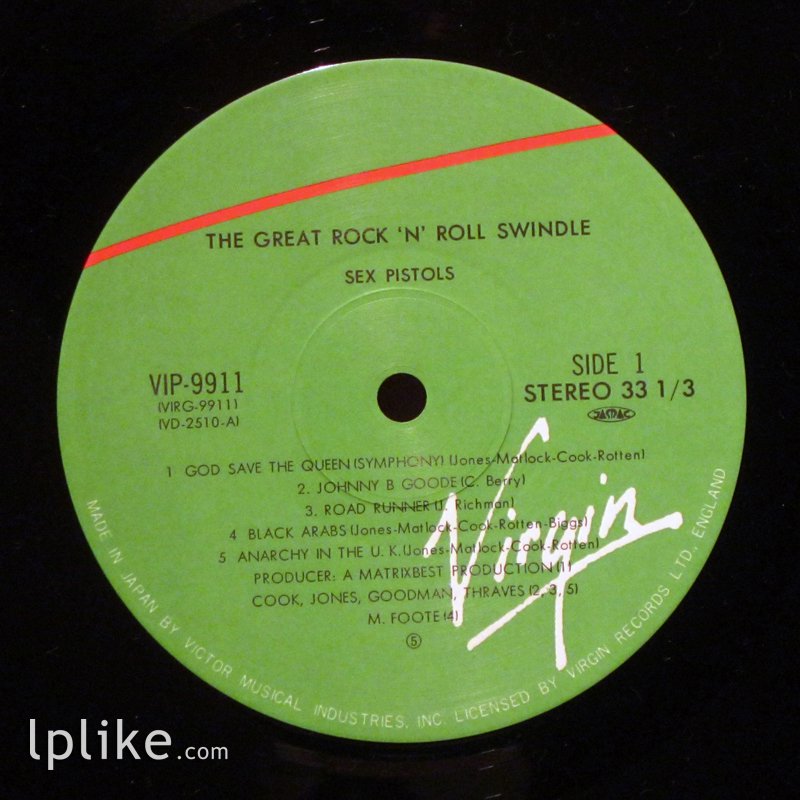 THE GREAT ROCK 'N' ROLL SWINDLE
SEX PISTOLS
VIP-9911
(VIRG-9911)
(VD-2510-A)
SIDE 1
STEREO 33 1/3
JASRAC
1 GOD SAVE THE QUEEN (SYMPHONY) (Jones-Matlock-Cook-Rotten)
2. JOHNNY B GOODE (C. Berry)
3. ROAD RUNNER (J. Richman)
4 BLACK ARABS (Jones-Matlock-Cook-Rotten-Biggs)
5 ANARCHY IN THE U. K. (Jones-Matlock-Cook-Rotten)
PRODUCER: A MATRIXBEST PRODUCTION (1)
COOK, JONES, GOODMAN, THRAVES (2, 3, 5)
M. FOOTE (4)
Ⓢ
Virgin
MADE IN JAPAN BY VICTOR MUSICAL INDUSTRIES, INC. LICENSED BY VIRGIN RECORDS LTD., ENGLAND
lplike.com